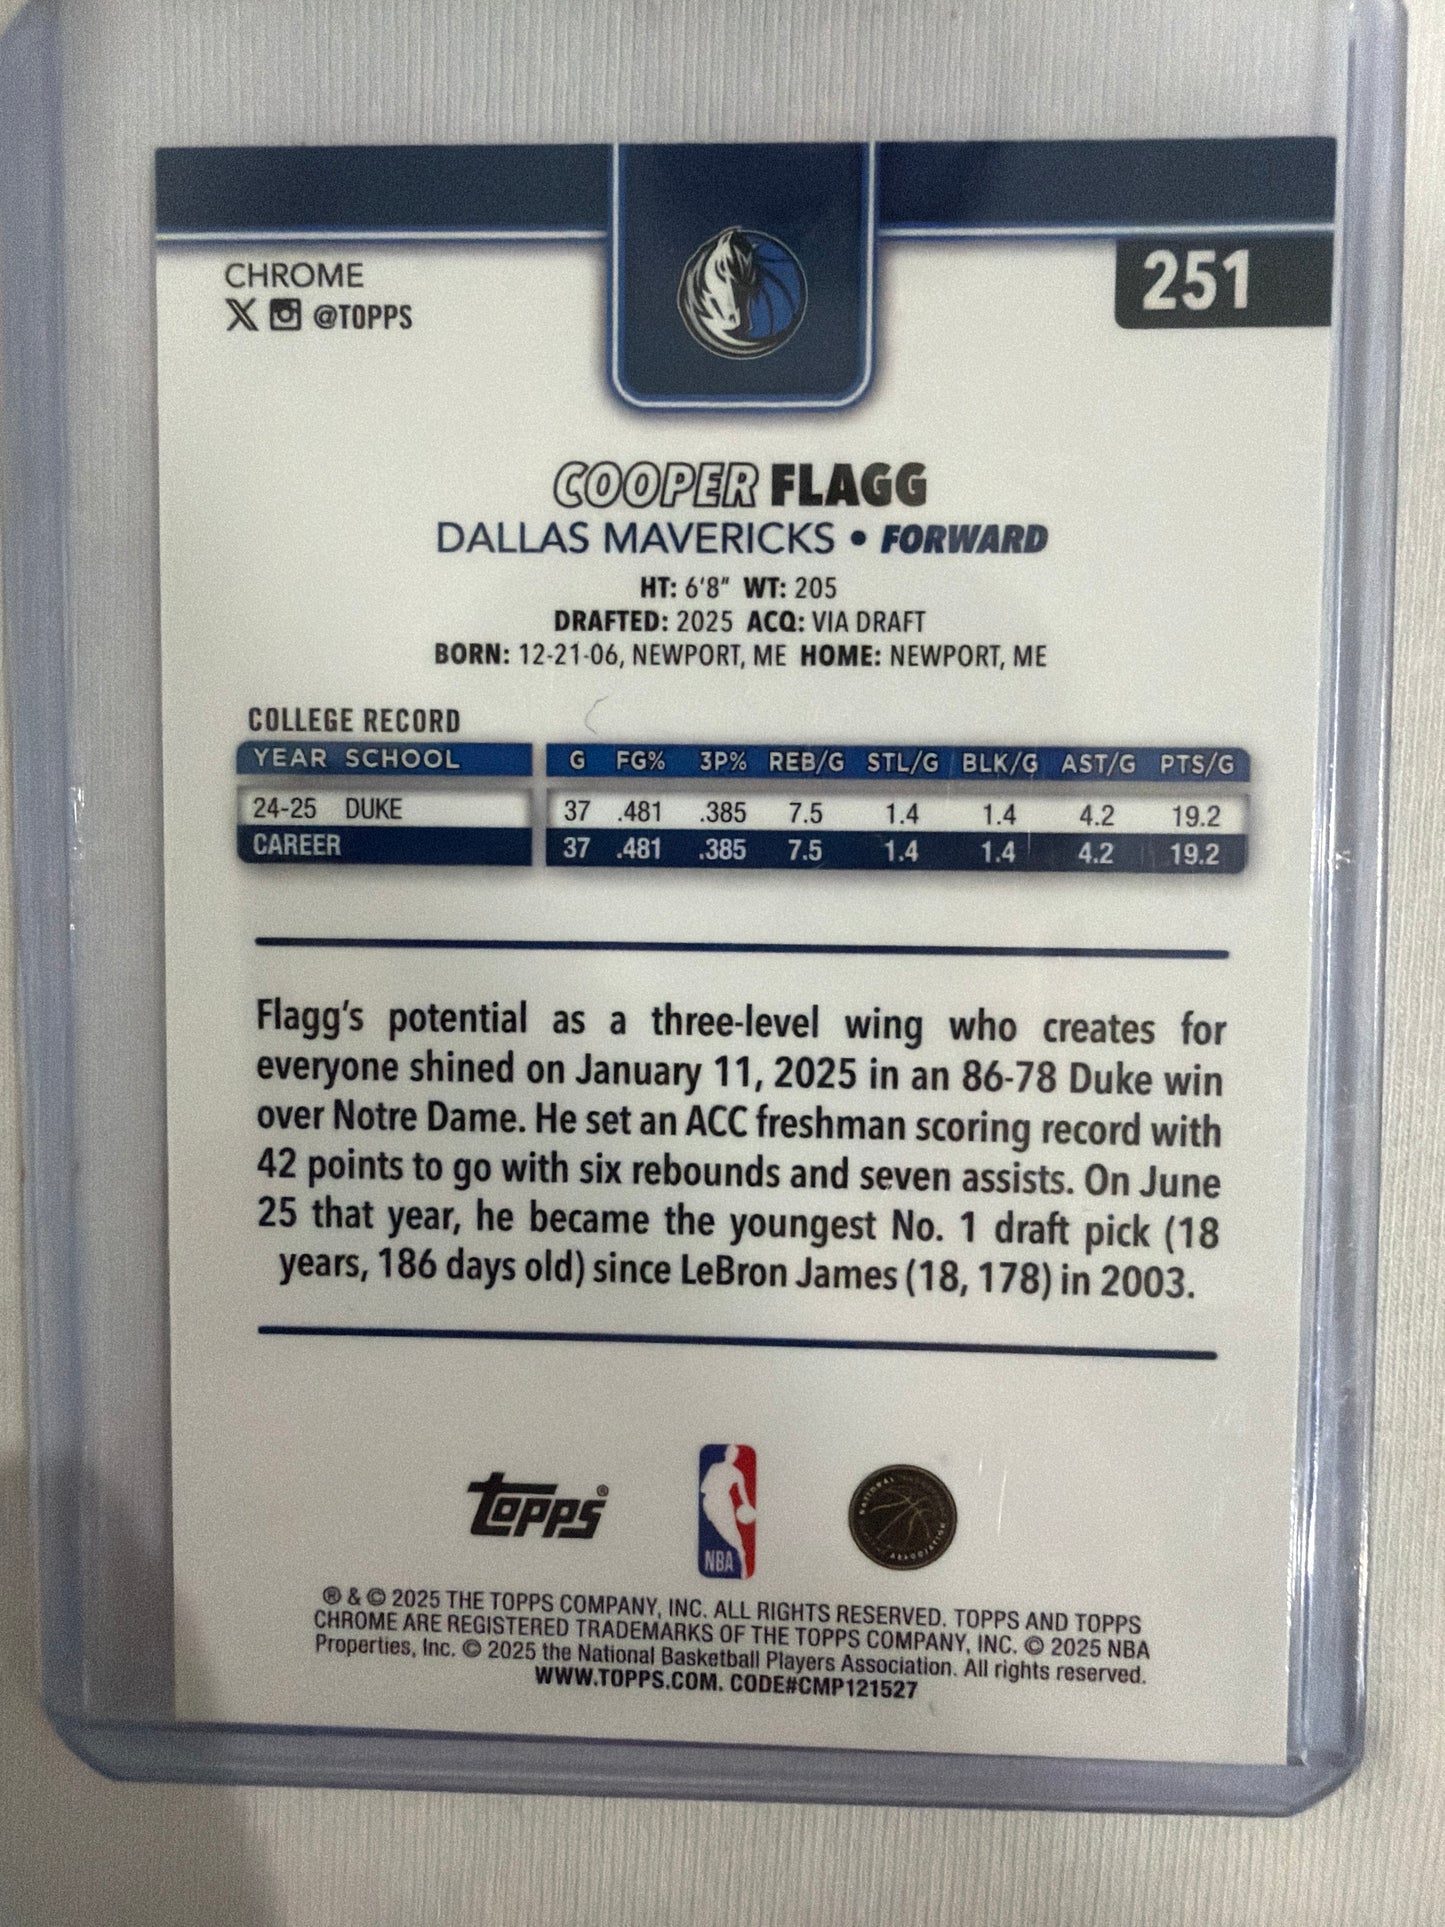 CHROME
251
X @TOPPS
COOPER FLAGG
DALLAS MAVERICKS • FORWARD
HT: 6'8" WT: 205
DRAFTED: 2025 ACQ: VIA DRAFT
BORN: 12-21-06, NEWPORT, ME HOME: NEWPORT, ME
COLLEGE RECORD
YEAR SCHOOL G FG% 3P% REB/G STL/G BLK/G AST/G PTS/G
24-25 DUKE 37 .481 .385 7.5 1.4 1.4 4.2 19.2
CAREER 37 .481 .385 7.5 1.4 1.4 4.2 19.2
Flagg's potential as a three-level wing who creates for
everyone shined on January 11, 2025 in an 86-78 Duke win
over Notre Dame. He set an ACC freshman scoring record with
42 points to go with six rebounds and seven assists. On June
25 that year, he became the youngest No. 1 draft pick (18
years, 186 days old) since LeBron James (18, 178) in 2003.
Topps®
NBA
NATIONAL
ASSOCIATION
® & © 2025 THE TOPPS COMPANY, INC. ALL RIGHTS RESERVED. TOPPS AND TOPPS
CHROME ARE REGISTERED TRADEMARKS OF THE TOPPS COMPANY, INC. © 2025 NBA
Properties, Inc. © 2025 the National Basketball Players Association. All rights reserved.
WWW.TOPPS.COM. CODE#CMP121527